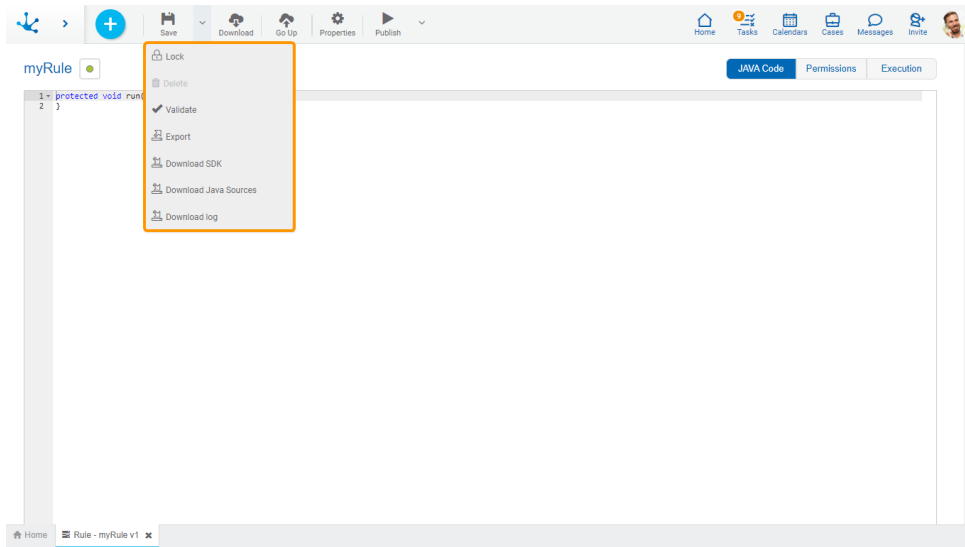 Save
Download
Go Up
Properties
Publish
Home
9
Tasks
Calendars
Cases
Messages
Invite
myRule
JAVA Code
Permissions
Execution
Lock
Delete
Validate
Export
Download SDK
Download Java Sources
Download log
1 protected void run(
2 }
Home
Rule - myRule v1